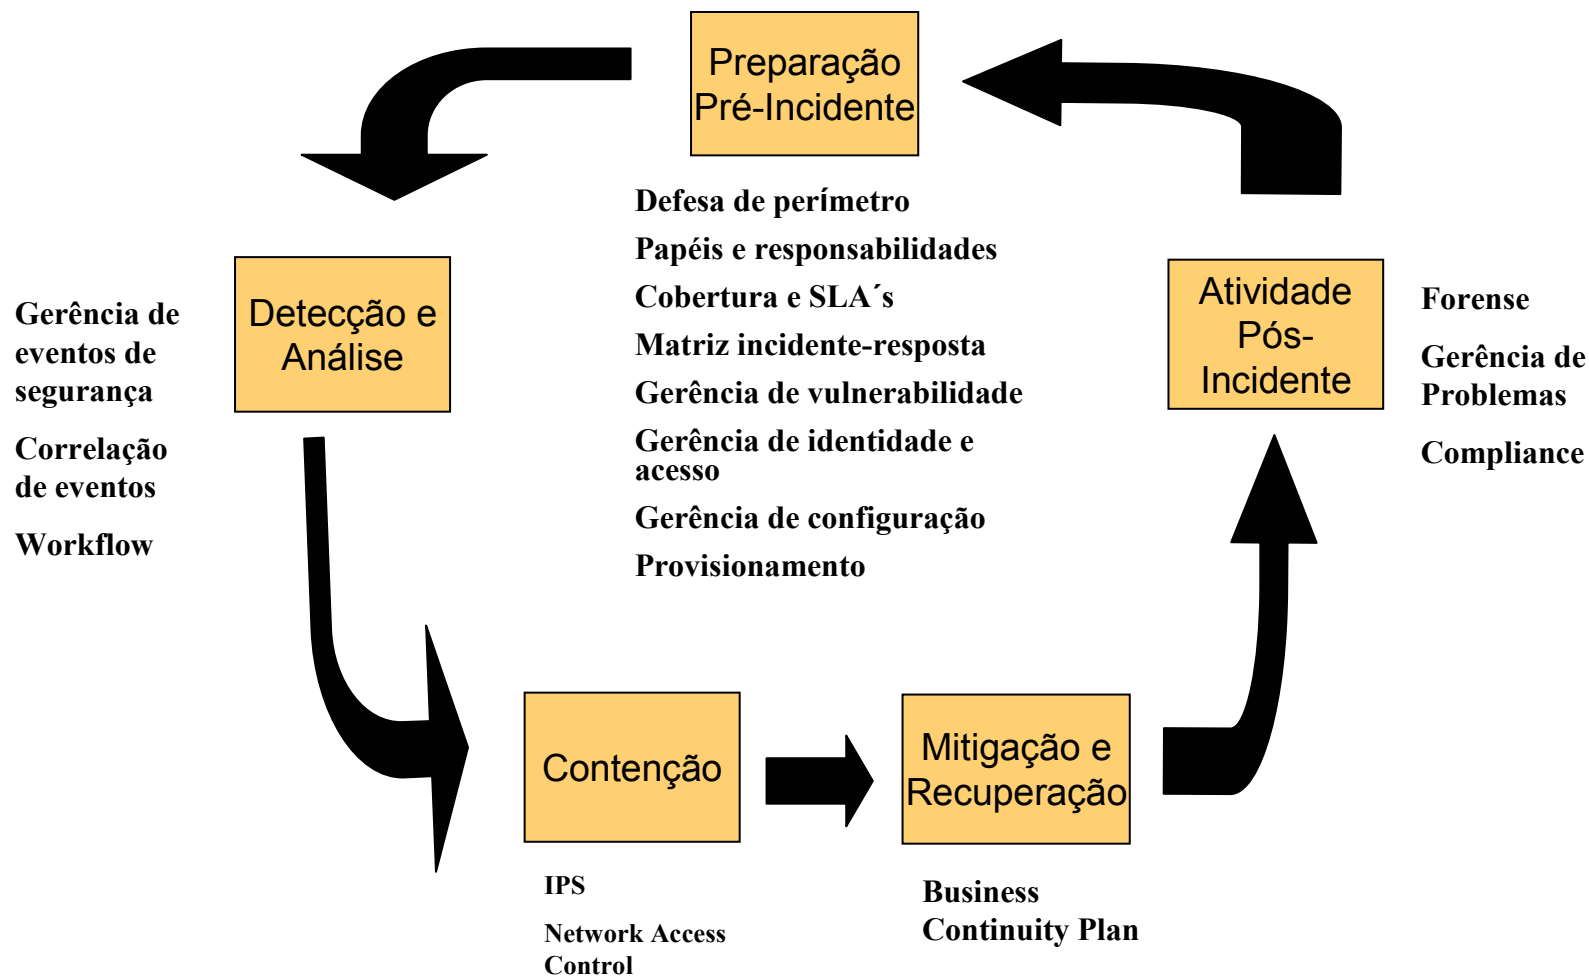 Preparação
Pré-Incidente
Defesa de perímetro
Papéis e responsabilidades
Cobertura e SLA´s
Matriz incidente-resposta
Gerência de vulnerabilidade
Gerência de identidade e
acesso
Gerência de configuração
Provisionamento
Detecção e
Análise
Gerência de
eventos de
segurança
Correlação
de eventos
Workflow
Contenção
IPS
Network Access
Control
Mitigação e
Recuperação
Business
Continuity Plan
Atividade
Pós-
Incidente
Forense
Gerência de
Problemas
Compliance